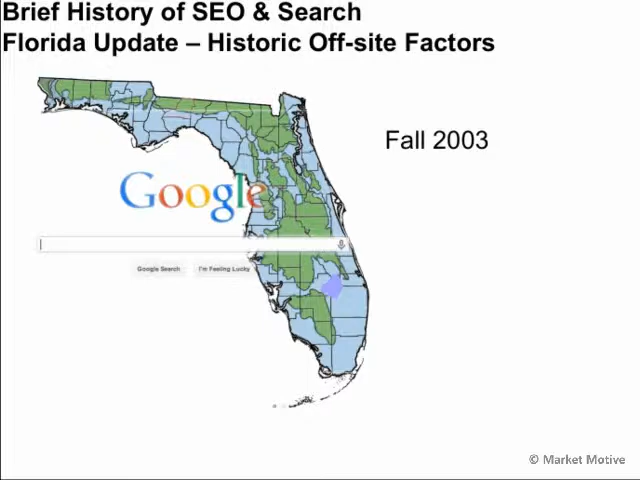 Brief History of SEO & Search
Florida Update – Historic Off-site Factors
Fall 2003
Google
Google Search
I'm Feeling Lucky
© Market Motive